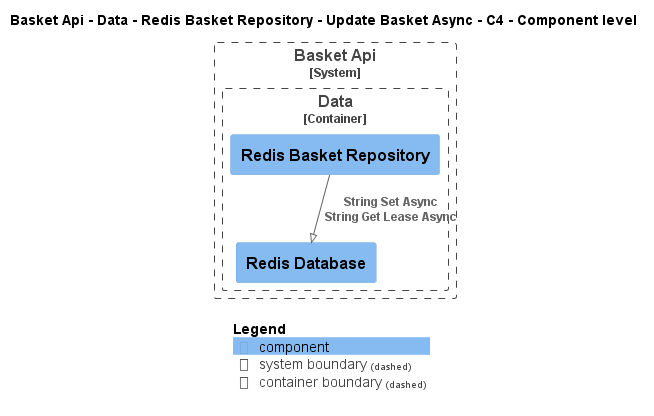 Basket Api - Data - Redis Basket Repository - Update Basket Async - C4 - Component level
Basket Api
[System]
Data
[Container]
Redis Basket Repository
String Set Async
String Get Lease Async
Redis Database
Legend
component
system boundary (dashed)
container boundary (dashed)